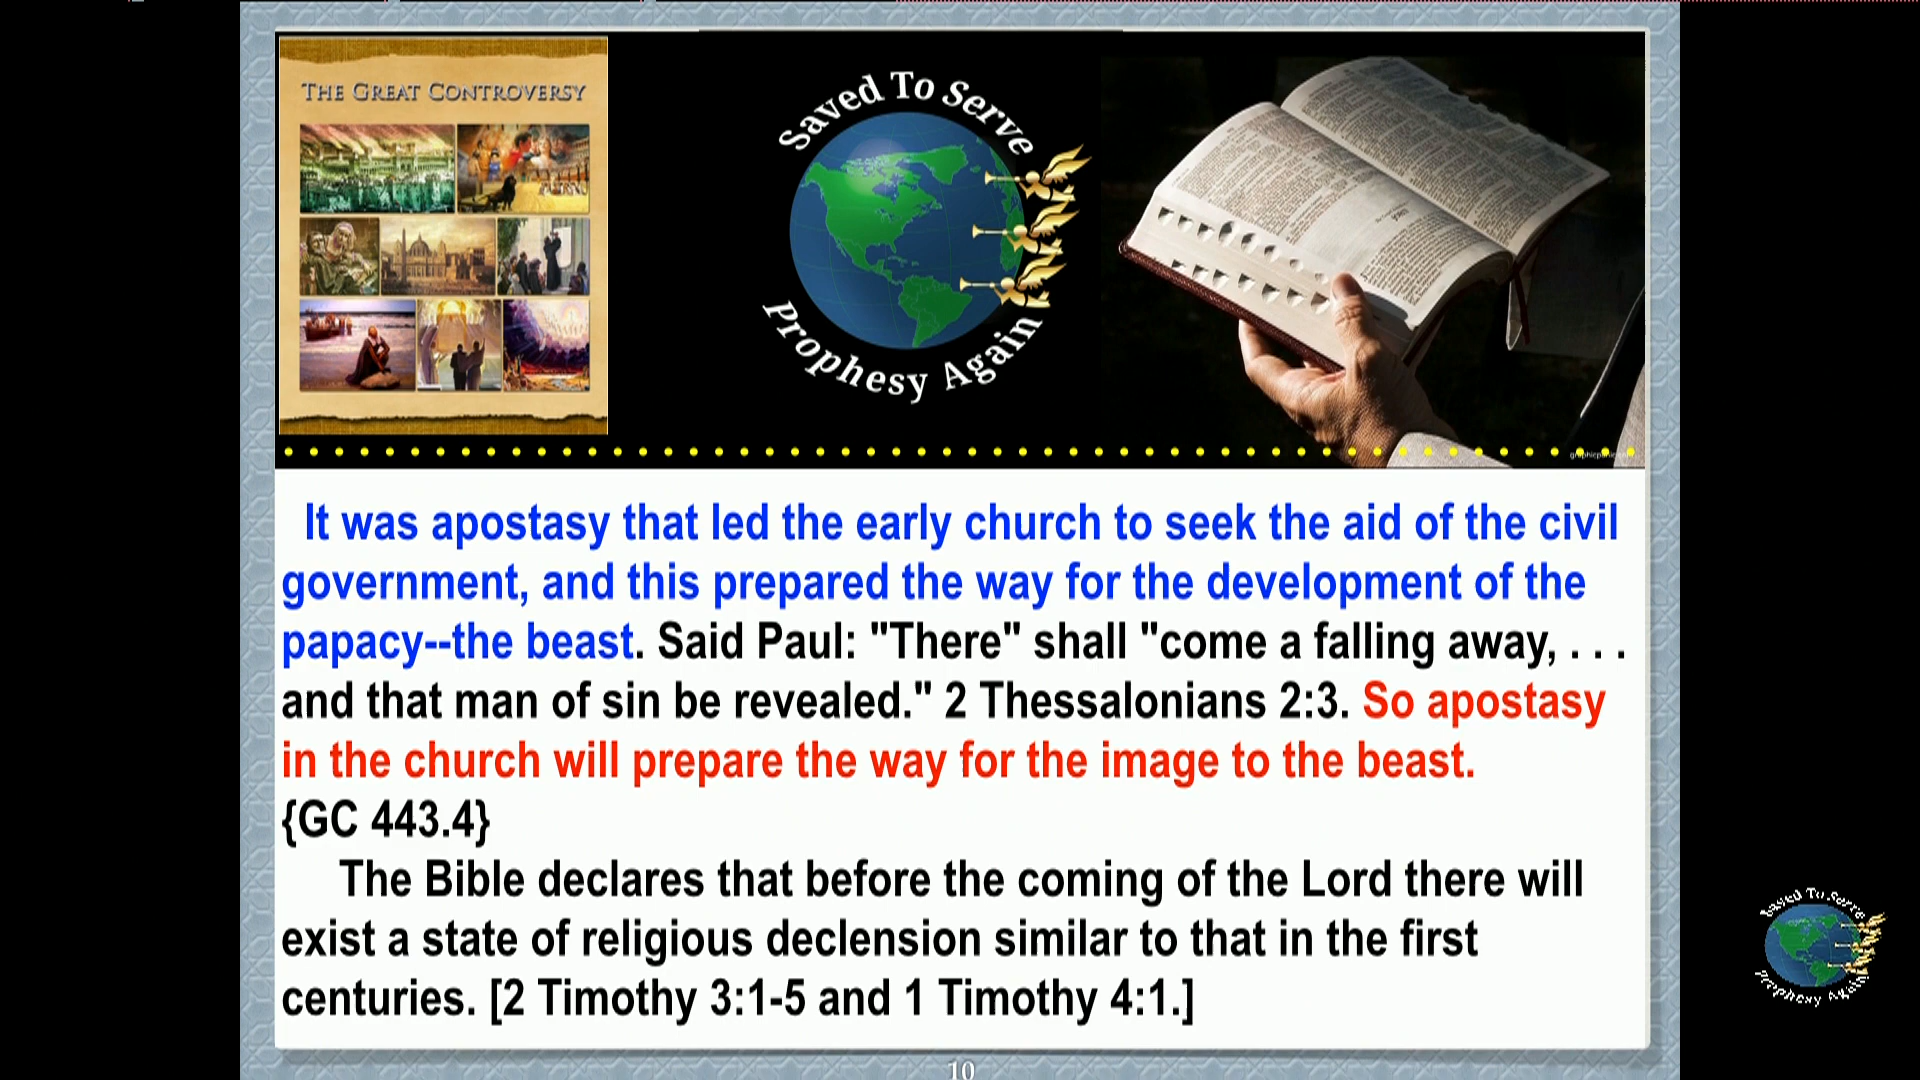 THE GREAT CONTROVERSY
Saved To Serve
Prophesy Again
It was apostasy that led the early church to seek the aid of the civil
government, and this prepared the way for the development of the
papacy--the beast. Said Paul: "There" shall "come a falling away, . . .
and that man of sin be revealed." 2 Thessalonians 2:3. So apostasy
in the church will prepare the way for the image to the beast.
{GC 443.4}
The Bible declares that before the coming of the Lord there will
exist a state of religious declension similar to that in the first
centuries. [2 Timothy 3:1-5 and 1 Timothy 4:1.]
10
Saved To Serve
Prophesy Again